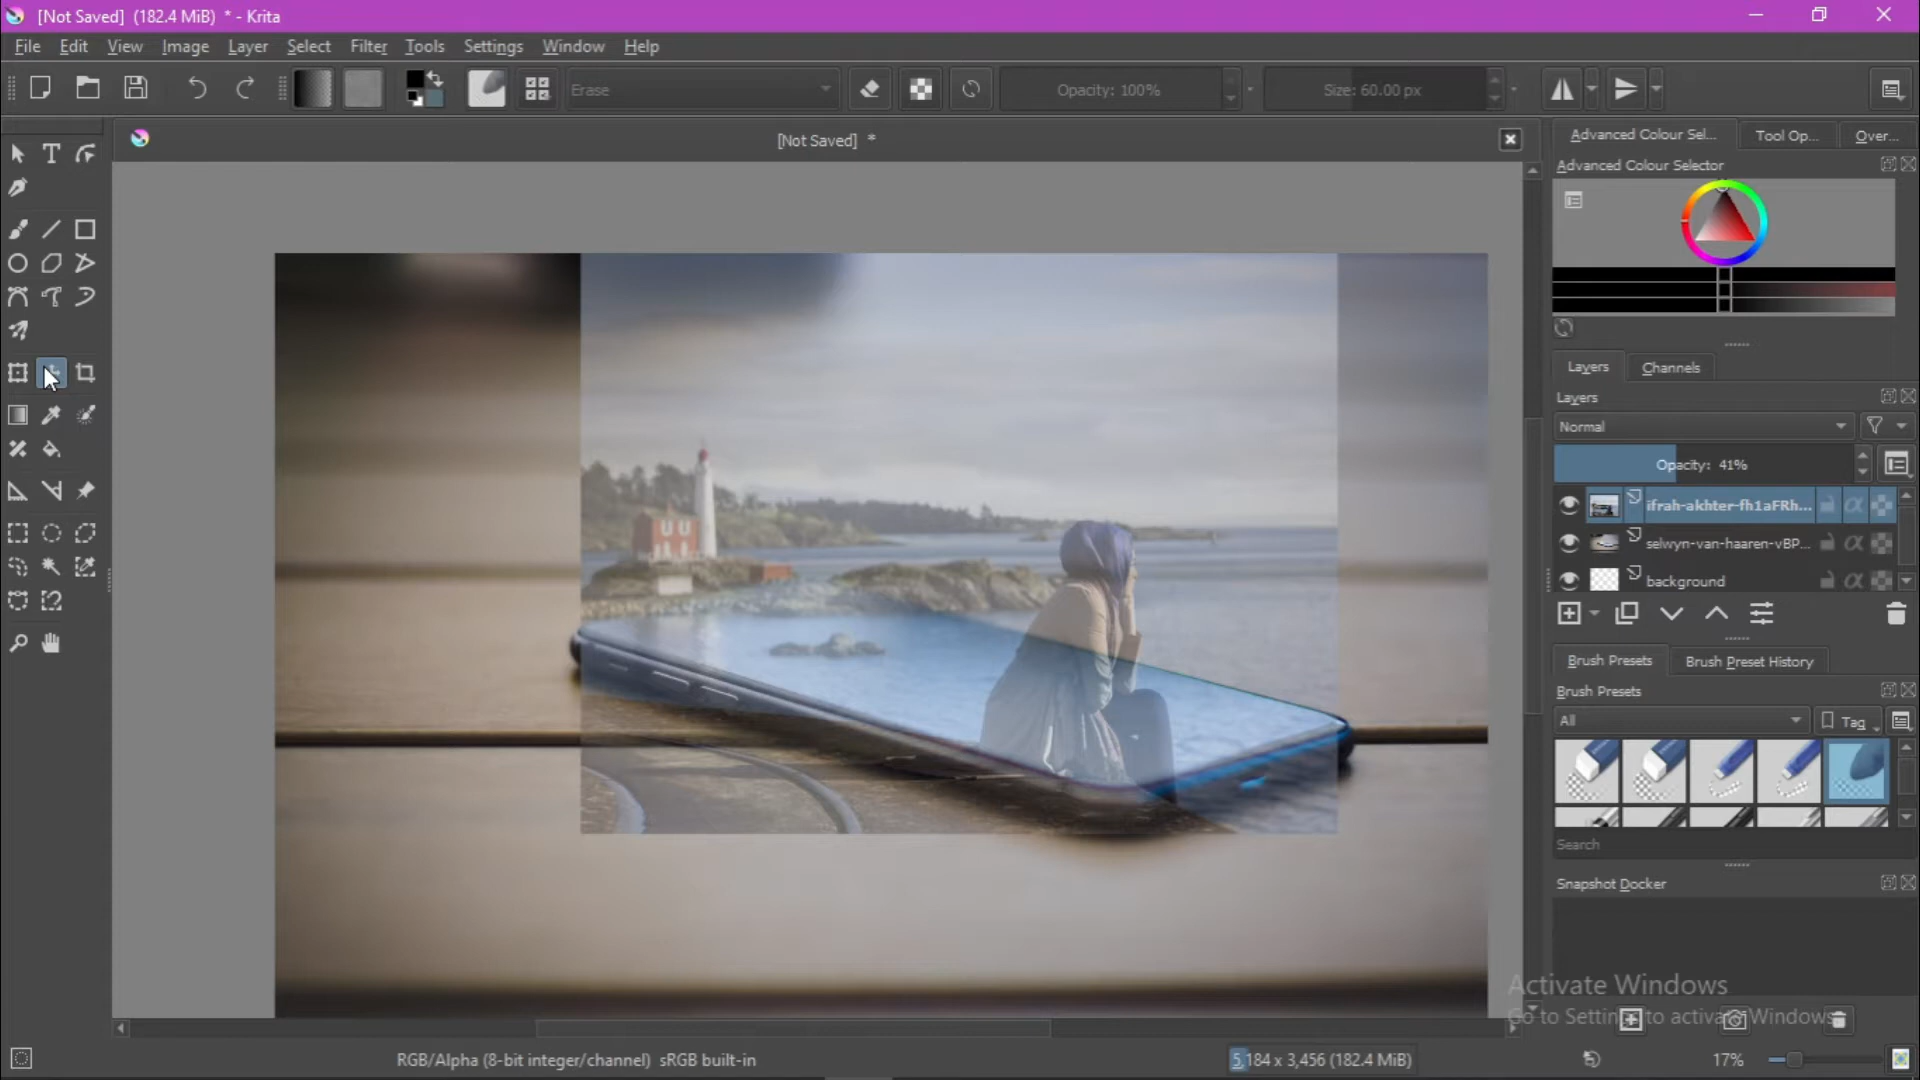 [Not Saved] (182.4 MiB) * - Krita
File Edit View Image Layer Select Filter Tools Settings Window Help
Erase
Opacity: 100%
Size: 60.00 px
[Not Saved] *
Advanced Colour Sel... Tool Op... Over...
Advanced Colour Selector
Layers Channels
Layers
Normal
Opacity: 41%
ifrah-akhter-fh1aFRh...
selwyn-van-haaren-vBP...
background
Brush Presets Brush Preset History
Brush Presets
All Tag
Search
Snapshot Docker
Activate Windows
Go to Settings to activate Windows.
RGB/Alpha (8-bit integer/channel) sRGB built-in
5,184 x 3,456 (182.4 MiB)
17%